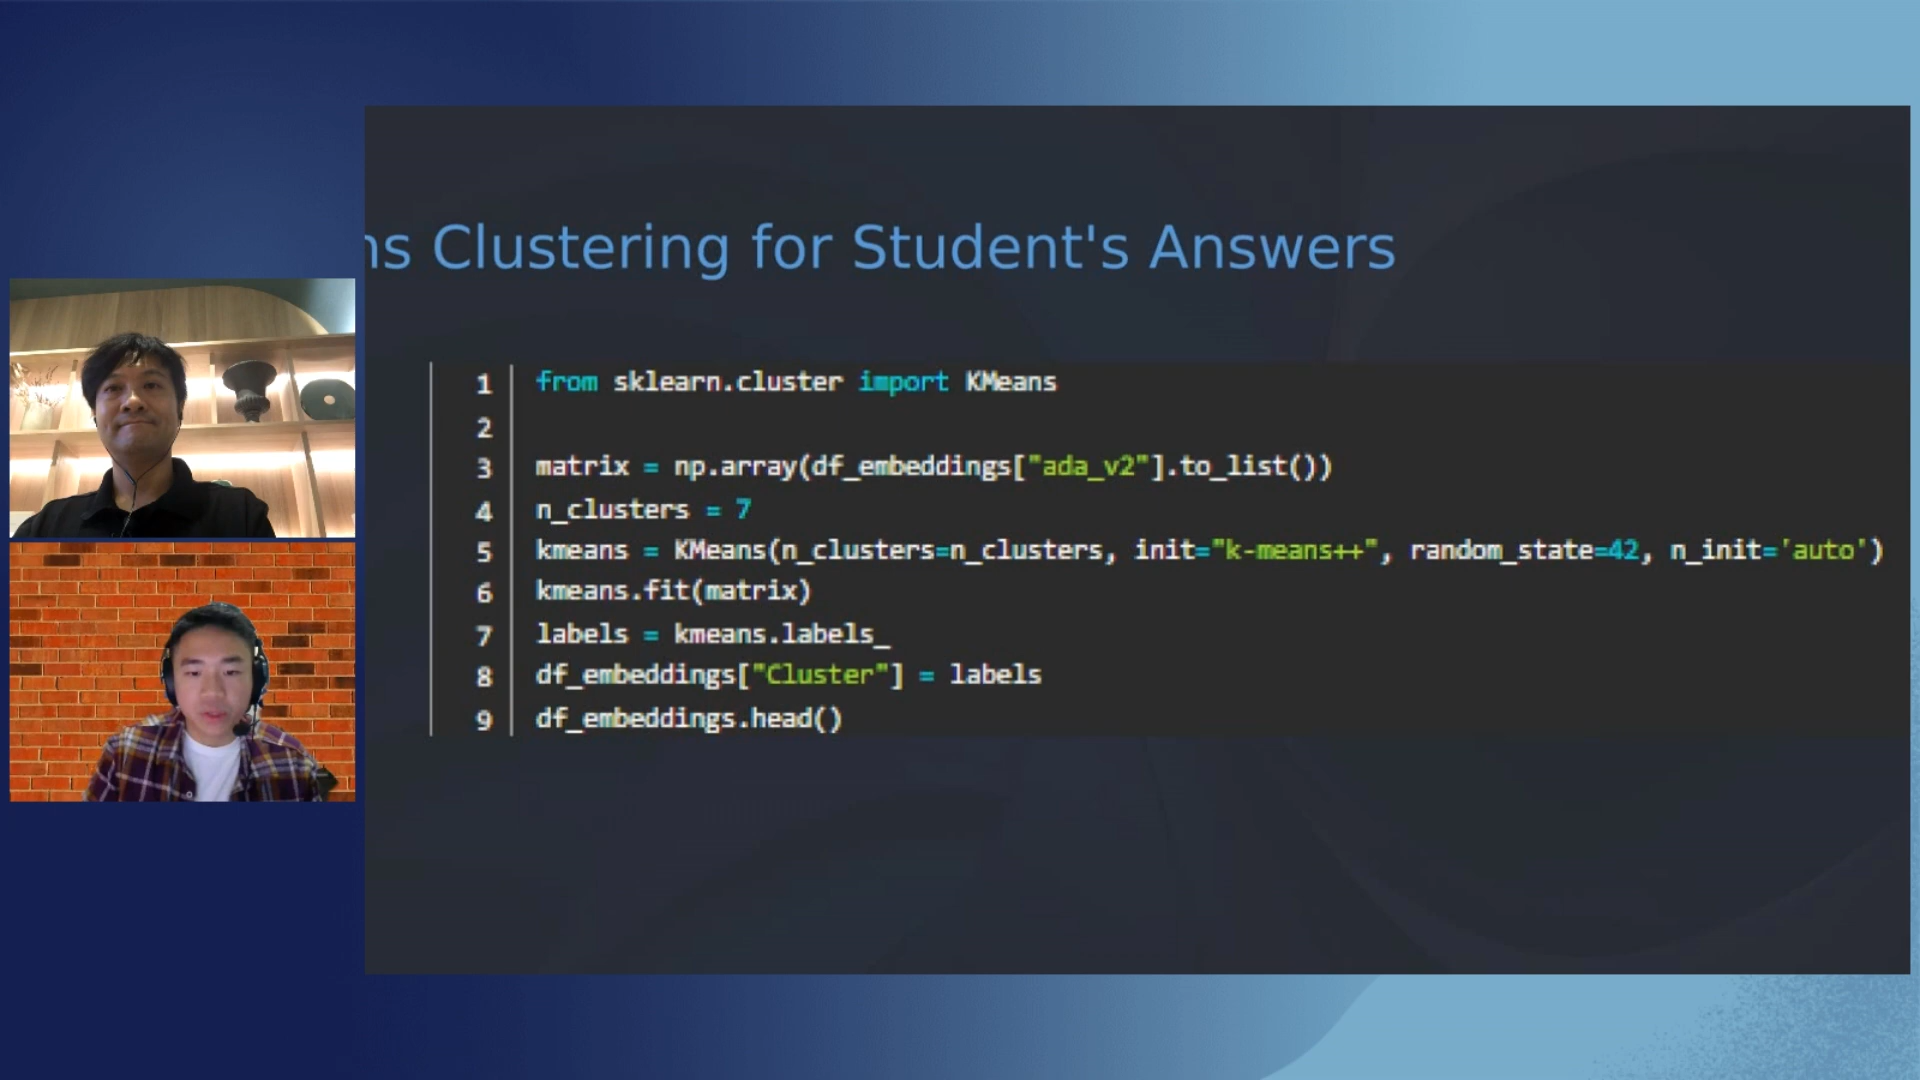 ns Clustering for Student's Answers
1 from sklearn.cluster import KMeans
2
3 matrix = np.array(df_embeddings["ada_v2"].to_list())
4 n_clusters = 7
5 kmeans = KMeans(n_clusters=n_clusters, init="k-means++", random_state=42, n_init='auto')
6 kmeans.fit(matrix)
7 labels = kmeans.labels_
8 df_embeddings["Cluster"] = labels
9 df_embeddings.head()